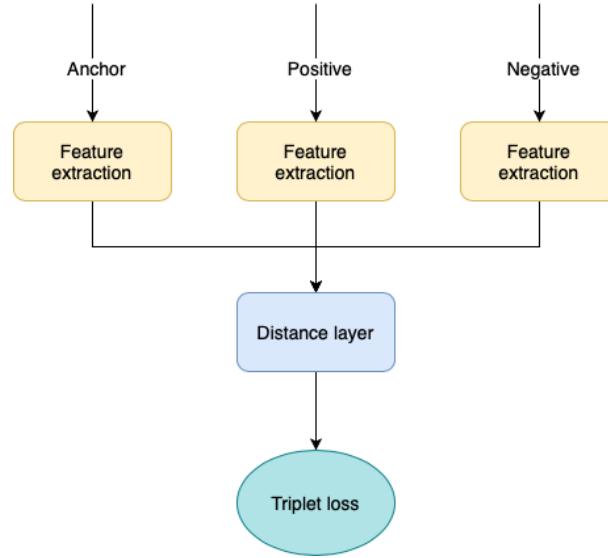 Anchor
Positive
Negative
Feature
extraction
Feature
extraction
Feature
extraction
Distance layer
Triplet loss